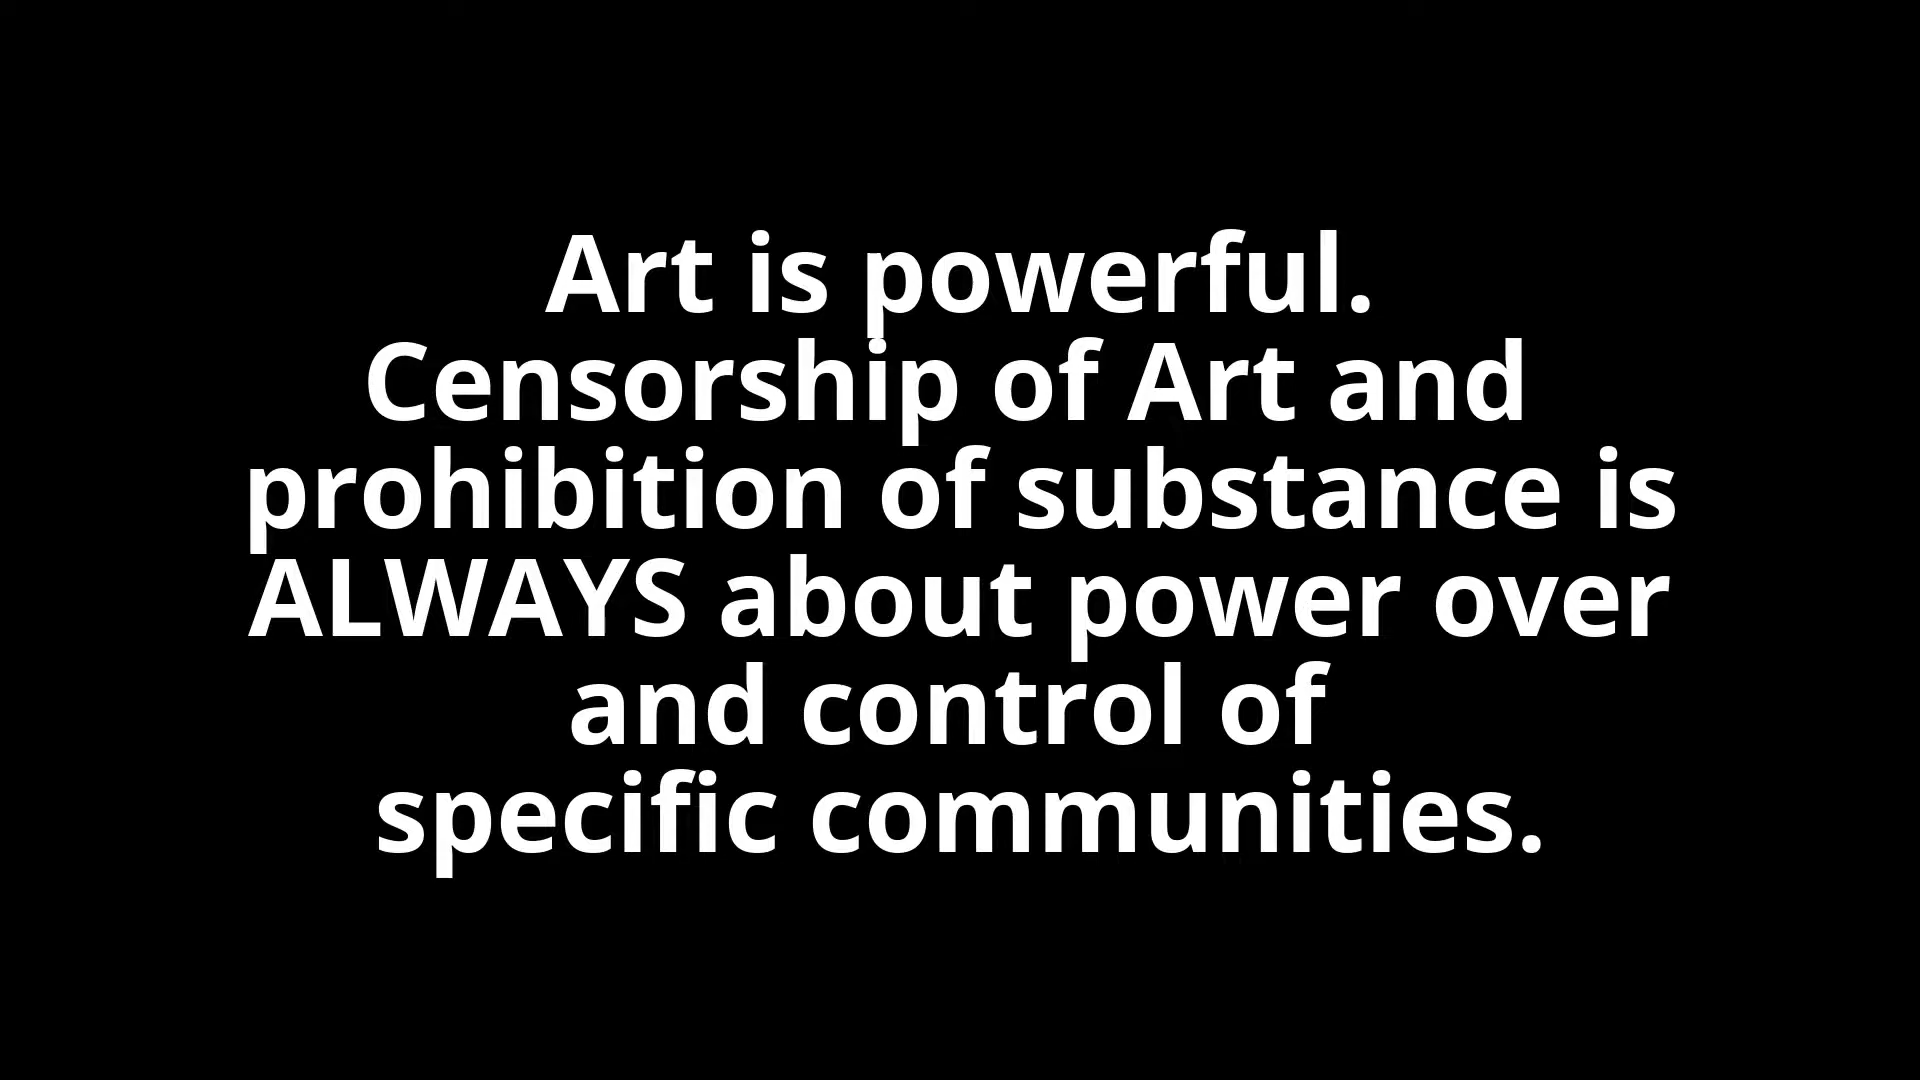 Art is powerful.
Censorship of Art and
prohibition of substance is
ALWAYS about power over
and control of
specific communities.